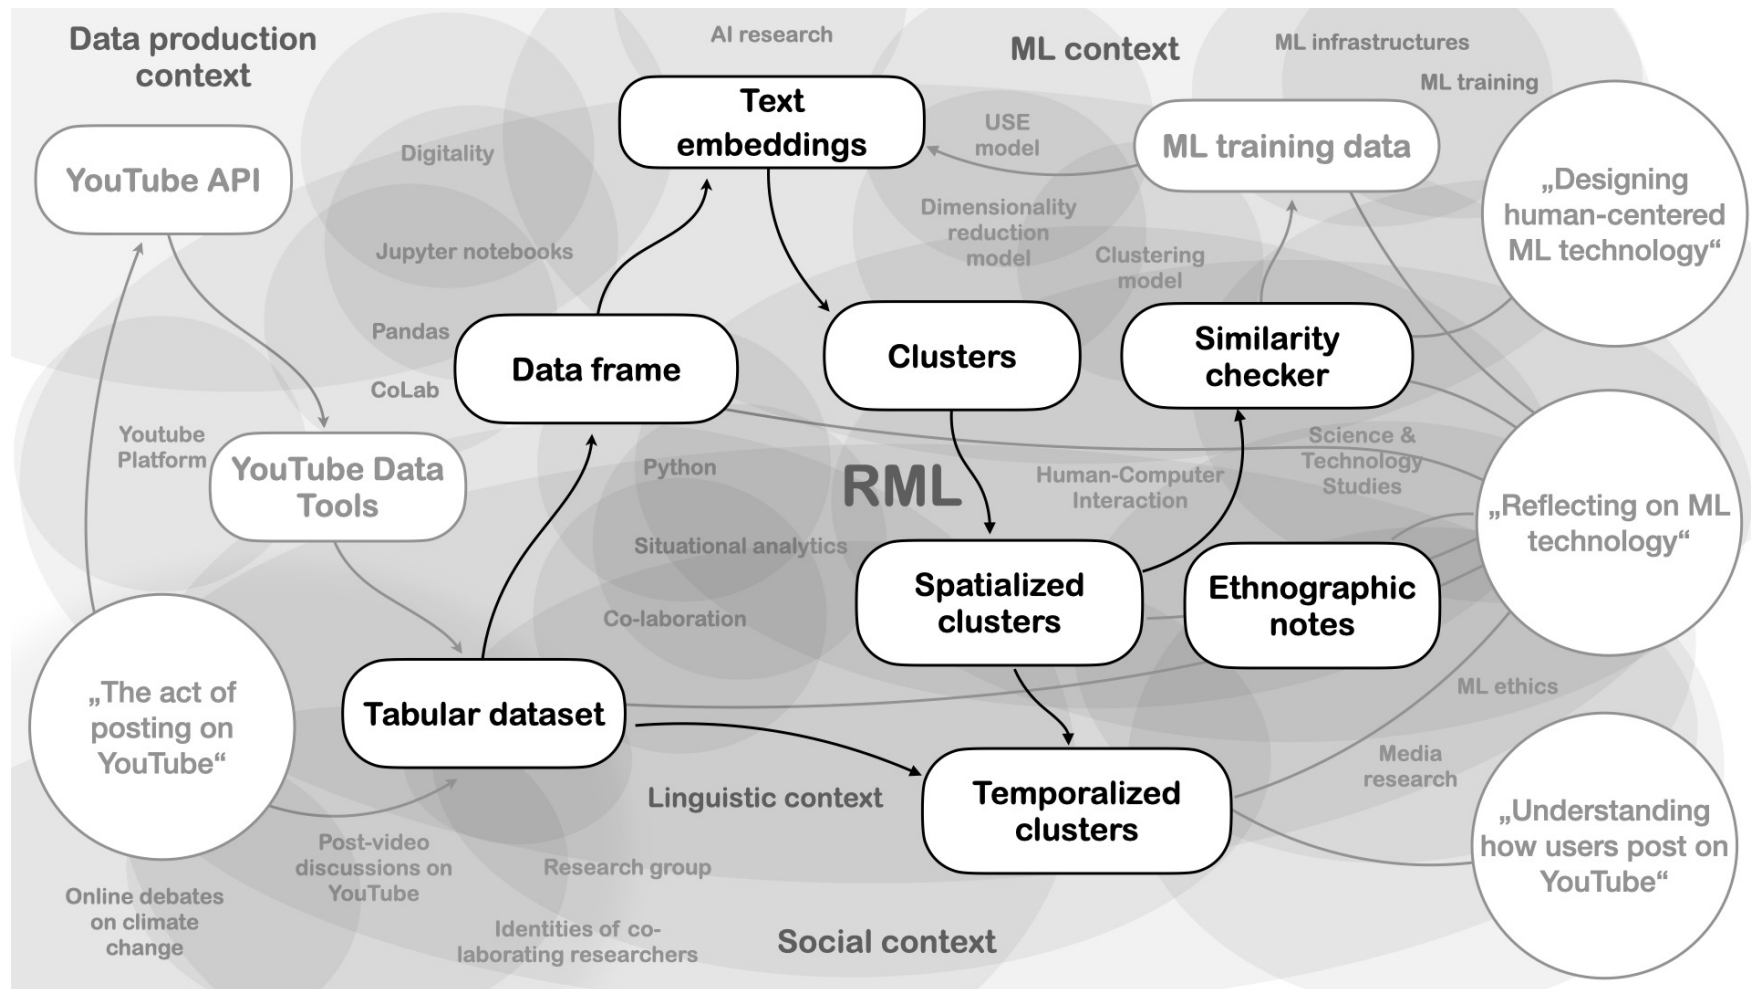 Data production
context
AI research
ML context
ML infrastructures
ML training
Text
embeddings
USE
model
ML training data
Digitality
YouTube API
„Designing
human-centered
ML technology“
Dimensionality
reduction
model
Jupyter notebooks
Clustering
model
Pandas
Data frame
Clusters
Similarity
checker
CoLab
Youtube
Platform
YouTube Data
Tools
Python
RML
Human-Computer
Interaction
Science &
Technology
Studies
„Reflecting on ML
technology“
Situational analytics
Spatialized
clusters
Ethnographic
notes
Co-laboration
„The act of
posting on
YouTube“
Tabular dataset
ML ethics
Media
research
Linguistic context
Temporalized
clusters
„Understanding
how users post on
YouTube“
Post-video
discussions on
YouTube
Research group
Online debates
on climate
change
Identities of co-
laborating researchers
Social context